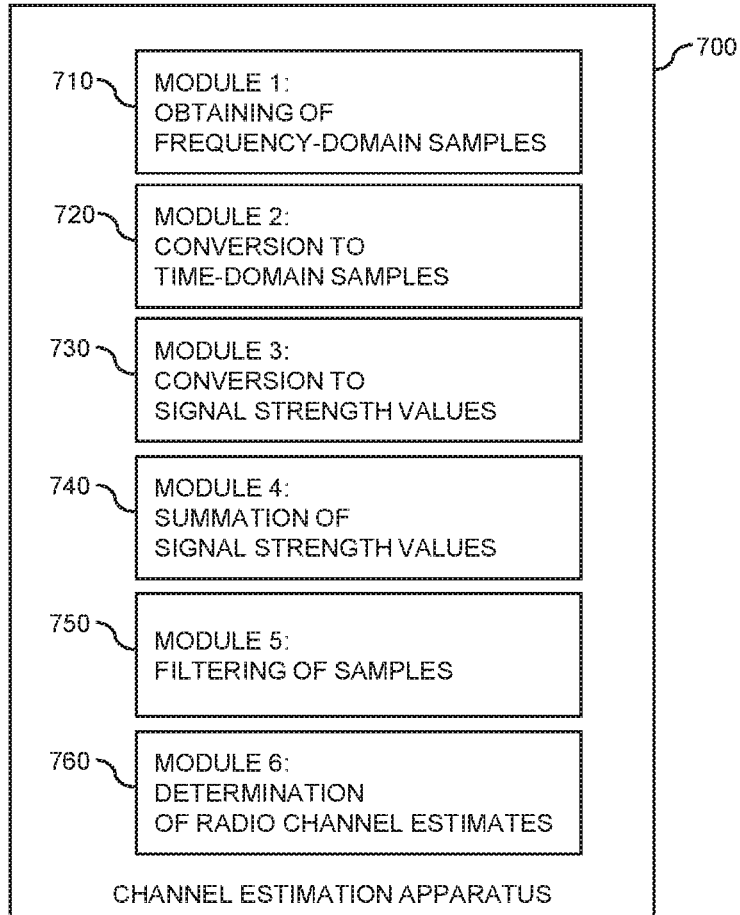 700
710
MODULE 1:
OBTAINING OF
FREQUENCY-DOMAIN SAMPLES
720
MODULE 2:
CONVERSION TO
TIME-DOMAIN SAMPLES
730
MODULE 3:
CONVERSION TO
SIGNAL STRENGTH VALUES
740
MODULE 4:
SUMMATION OF
SIGNAL STRENGTH VALUES
750
MODULE 5:
FILTERING OF SAMPLES
760
MODULE 6:
DETERMINATION
OF RADIO CHANNEL ESTIMATES
CHANNEL ESTIMATION APPARATUS